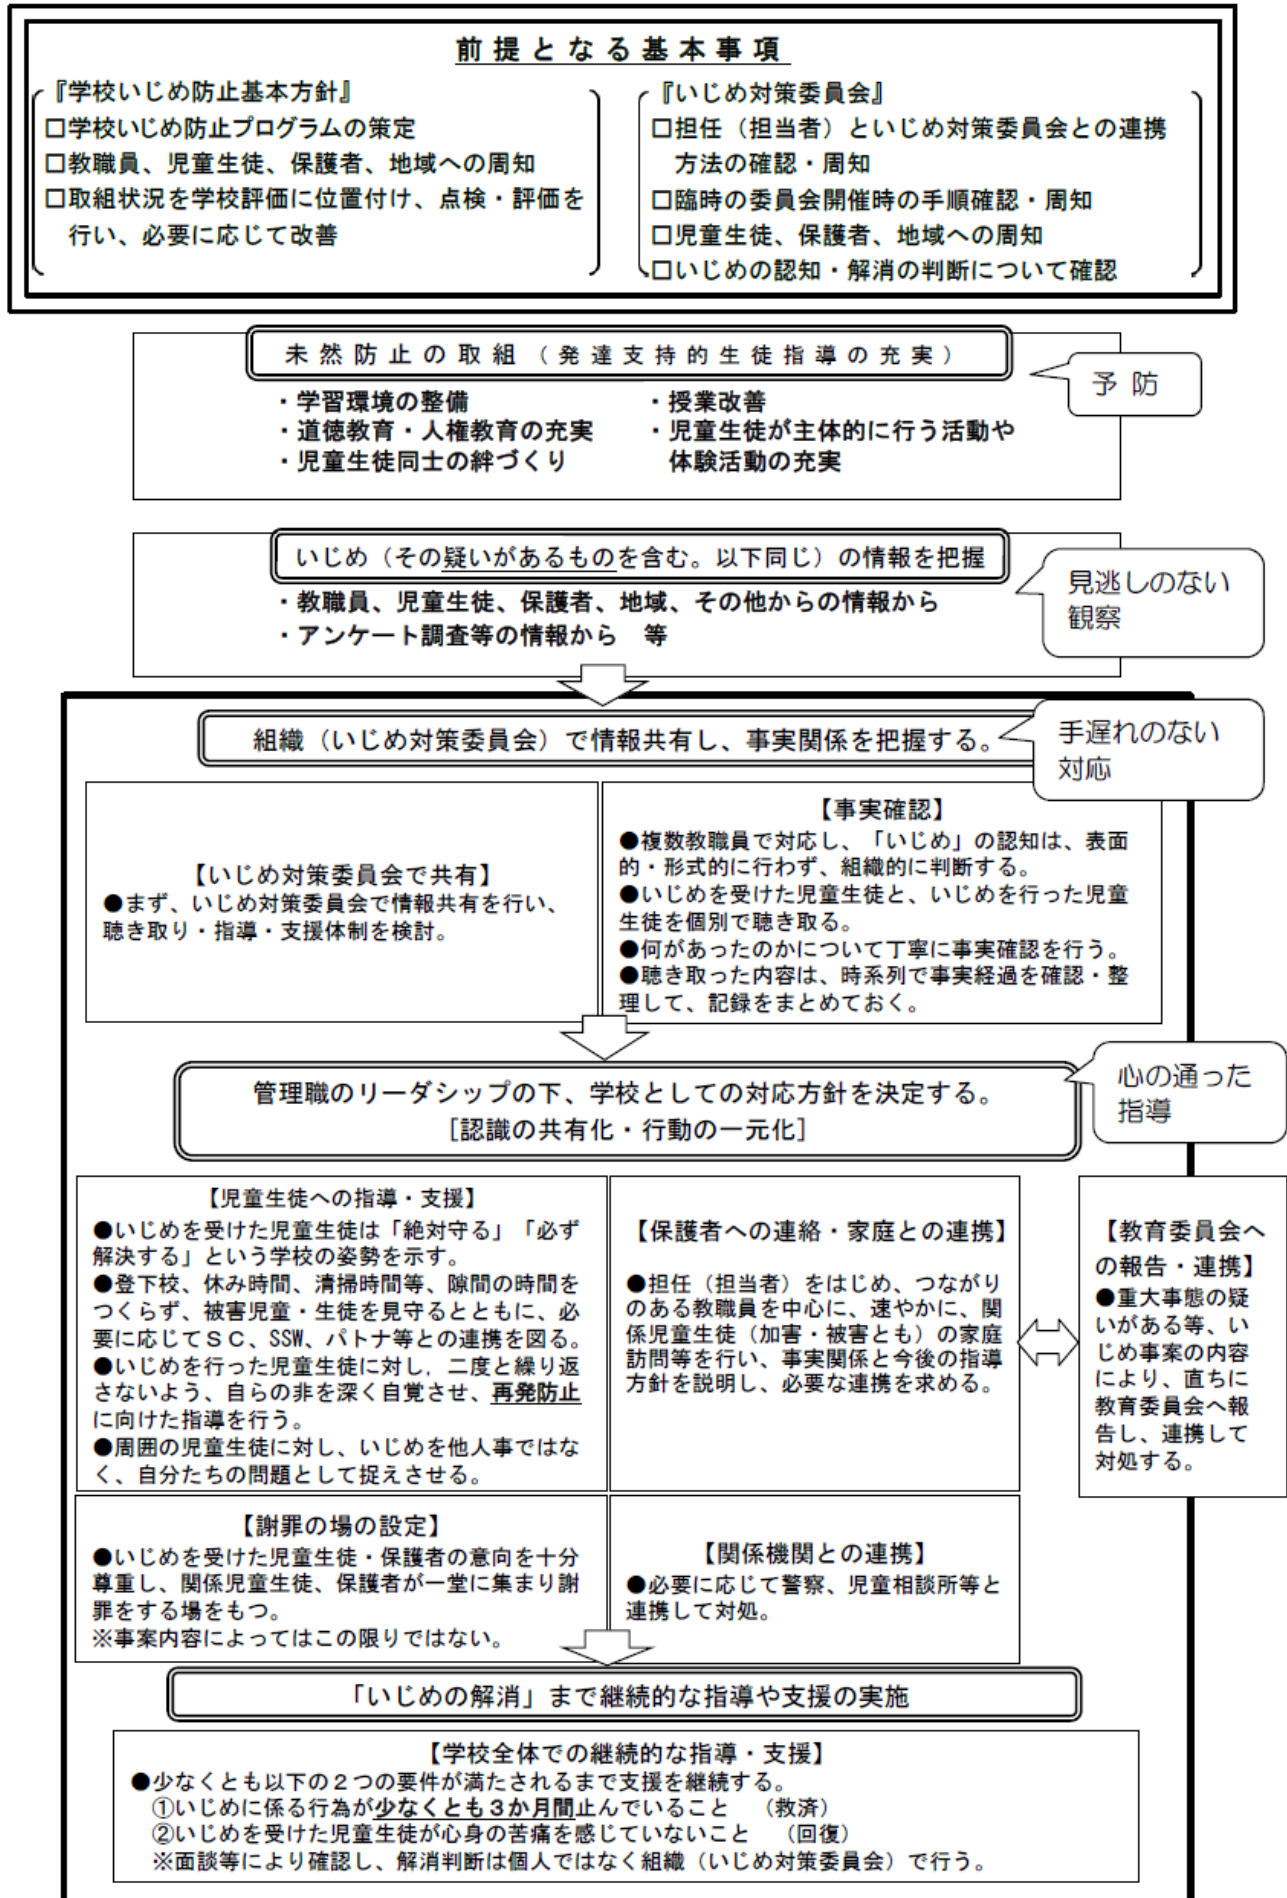 前提となる基本事項
『学校いじめ防止基本方針』
□学校いじめ防止プログラムの策定
□教職員、児童生徒、保護者、地域への周知
□取組状況を学校評価に位置付け、点検・評価を
行い、必要に応じて改善
『いじめ対策委員会』
□担任（担当者）といじめ対策委員会との連携
方法の確認・周知
□臨時の委員会開催時の手順確認・周知
□児童生徒、保護者、地域への周知
□いじめの認知・解消の判断について確認
未然防止の取組（発達支持的生徒指導の充実）
予防
・学習環境の整備
・道徳教育・人権教育の充実
・児童生徒同士の絆づくり
・授業改善
・児童生徒が主体的に行う活動や
体験活動の充実
いじめ（その疑いがあるものを含む。以下同じ）の情報を把握
見逃しのない
観察
・教職員、児童生徒、保護者、地域、その他からの情報から
・アンケート調査等の情報から　等
組織（いじめ対策委員会）で情報共有し、事実関係を把握する。
手遅れのない
対応
【いじめ対策委員会で共有】
●まず、いじめ対策委員会で情報共有を行い、
聴き取り・指導・支援体制を検討。
【事実確認】
●複数教職員で対応し、「いじめ」の認知は、表面
的・形式的に行わず、組織的に判断する。
●いじめを受けた児童生徒と、いじめを行った児童
生徒を個別で聴き取る。
●何があったのかについて丁寧に事実確認を行う。
●聴き取った内容は、時系列で事実経過を確認・整
理して、記録をまとめておく。
管理職のリーダシップの下、学校としての対応方針を決定する。
［認識の共有化・行動の一元化］
心の通った
指導
【児童生徒への指導・支援】
●いじめを受けた児童生徒は「絶対守る」「必ず
解決する」という学校の姿勢を示す。
●登下校、休み時間、清掃時間等、隙間の時間を
つくらず、被害児童・生徒を見守るとともに、必
要に応じてＳＣ、SSW、パトナ等との連携を図る。
●いじめを行った児童生徒に対し，二度と繰り返
さないよう、自らの非を深く自覚させ、再発防止
に向けた指導を行う。
●周囲の児童生徒に対し、いじめを他人事ではな
く、自分たちの問題として捉えさせる。
【保護者への連絡・家庭との連携】
●担任（担当者）をはじめ、つながり
のある教職員を中心に、速やかに、関
係児童生徒（加害・被害とも）の家庭
訪問等を行い、事実関係と今後の指導
方針を説明し、必要な連携を求める。
【教育委員会へ
の報告・連携】
●重大事態の疑
いがある等、い
じめ事案の内容
により、直ちに
教育委員会へ報
告し、連携して
対処する。
【謝罪の場の設定】
●いじめを受けた児童生徒・保護者の意向を十分
尊重し、関係児童生徒、保護者が一堂に集まり謝
罪をする場をもつ。
※事案内容によってはこの限りではない。
【関係機関との連携】
●必要に応じて警察、児童相談所等と
連携して対処。
「いじめの解消」まで継続的な指導や支援の実施
【学校全体での継続的な指導・支援】
●少なくとも以下の２つの要件が満たされるまで支援を継続する。
①いじめに係る行為が少なくとも３か月間止んでいること　（救済）
②いじめを受けた児童生徒が心身の苦痛を感じていないこと　（回復）
※面談等により確認し、解消判断は個人ではなく組織（いじめ対策委員会）で行う。